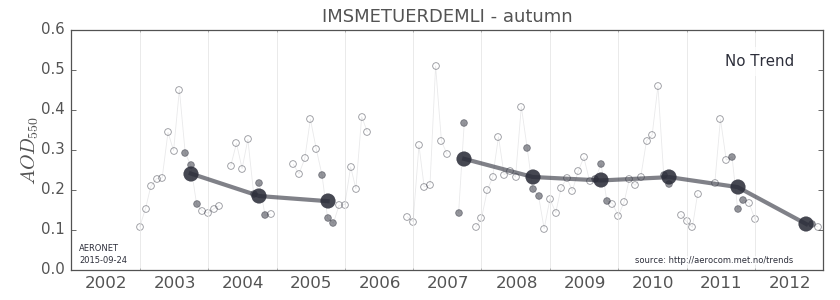 IMSMETUERDEMLI - autumn
0.6
0.5
0.4
0.3
0.2
0.1
0.0
AOD550
No Trend
AERONET
2015-09-24
source: http://aerocom.met.no/trends
2002 2003 2004 2005 2006 2007 2008 2009 2010 2011 2012